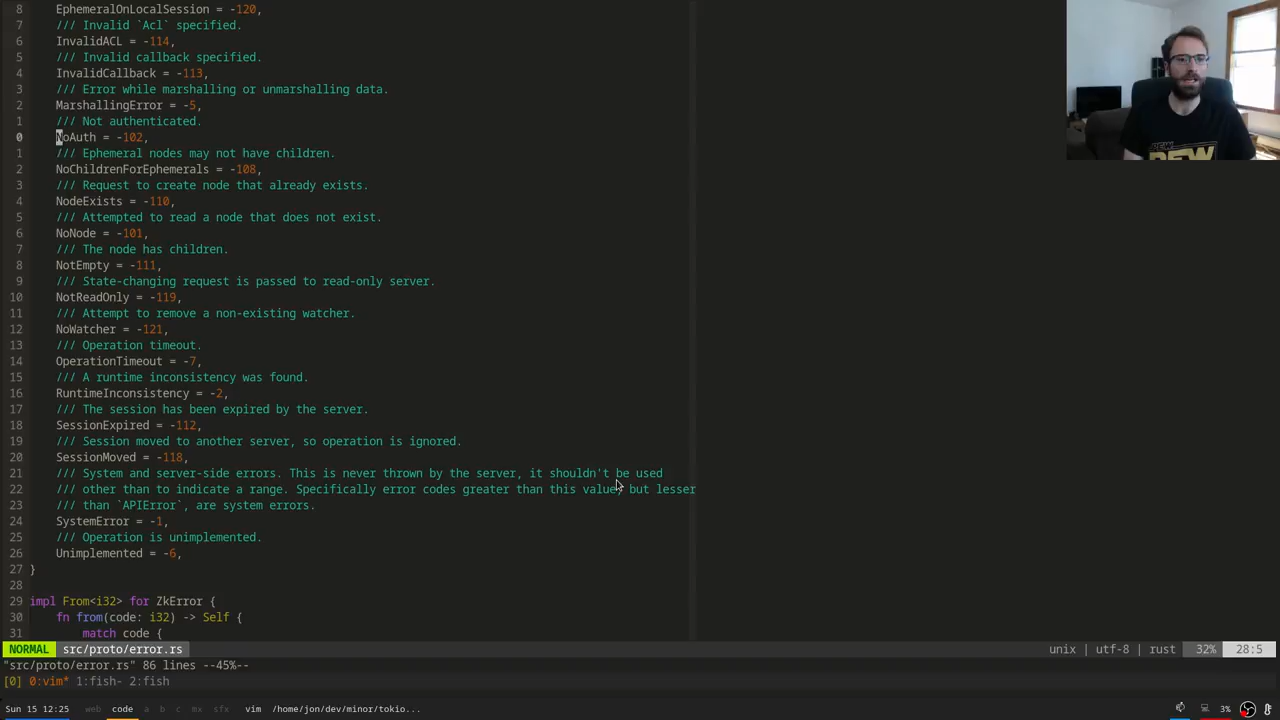 8 EphemeralOnLocalSession = -120,
7 /// Invalid `Acl` specified.
6 InvalidACL = -114,
5 /// Invalid callback specified.
4 InvalidCallback = -113,
3 /// Error while marshalling or unmarshalling data.
2 MarshallingError = -5,
1 /// Not authenticated.
0 NoAuth = -102,
1 /// Ephemeral nodes may not have children.
2 NoChildrenForEphemerals = -108,
3 /// Request to create node that already exists.
4 NodeExists = -110,
5 /// Attempted to read a node that does not exist.
6 NoNode = -101,
7 /// The node has children.
8 NotEmpty = -111,
9 /// State-changing request is passed to read-only server.
10 NotReadOnly = -119,
11 /// Attempt to remove a non-existing watcher.
12 NoWatcher = -121,
13 /// Operation timeout.
14 OperationTimeout = -7,
15 /// A runtime inconsistency was found.
16 RuntimeInconsistency = -2,
17 /// The session has been expired by the server.
18 SessionExpired = -112,
19 /// Session moved to another server, so operation is ignored.
20 SessionMoved = -118,
21 /// System and server-side errors. This is never thrown by the server, it shouldn't be used
22 /// other than to indicate a range. Specifically error codes greater than this value, but lesser
23 /// than `APIError`, are system errors.
24 SystemError = -1,
25 /// Operation is unimplemented.
26 Unimplemented = -6,
27 }
28
29 impl From<i32> for ZkError {
30 fn from(code: i32) -> Self {
31 match code {
NORMAL src/proto/error.rs unix | utf-8 | rust 32% 28:5
"src/proto/error.rs" 86 lines --45%--
[0] 0:vim* 1:fish- 2:fish
Sun 15 12:25 web code a b c mx sfx vim /home/jon/dev/minor/tokio... 3%